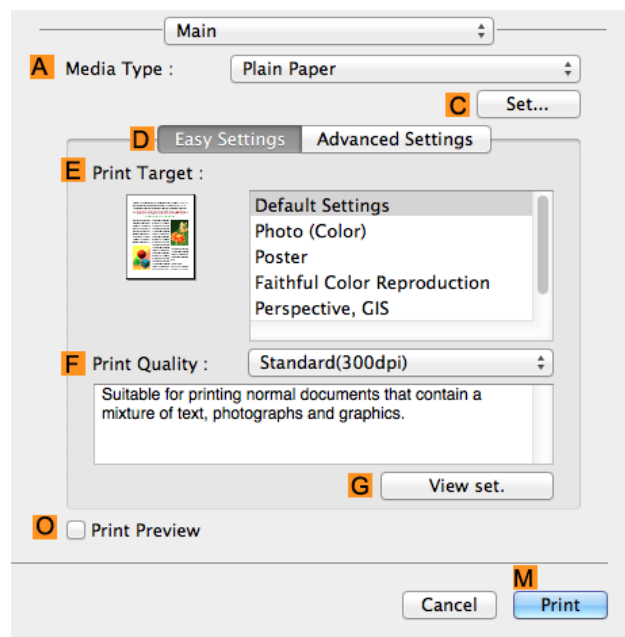 Main
A Media Type : Plain Paper
C Set...
D Easy Settings Advanced Settings
E Print Target :
Default Settings
Photo (Color)
Poster
Faithful Color Reproduction
Perspective, GIS
F Print Quality : Standard(300dpi)
Suitable for printing normal documents that contain a
mixture of text, photographs and graphics.
G View set.
O Print Preview
M
Cancel Print